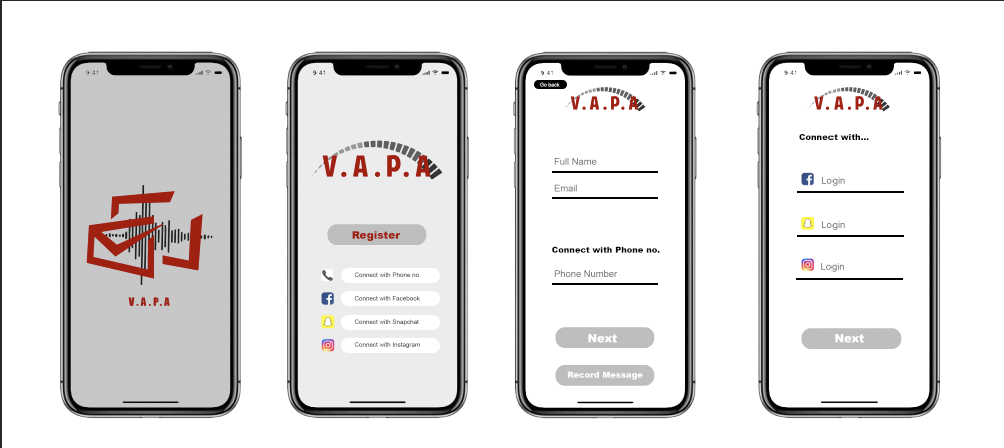 9:41
V.A.P.A
9:41
V.A.P.A
Register
Connect with Phone no.
Connect with Facebook
Connect with Snapchat
Connect with Instagram
9:41
Go back
V.A.P.A
Full Name
Email
Connect with Phone no.
Phone Number
Next
Record Message
9:41
V.A.P.A
Connect with...
Login
Login
Login
Next